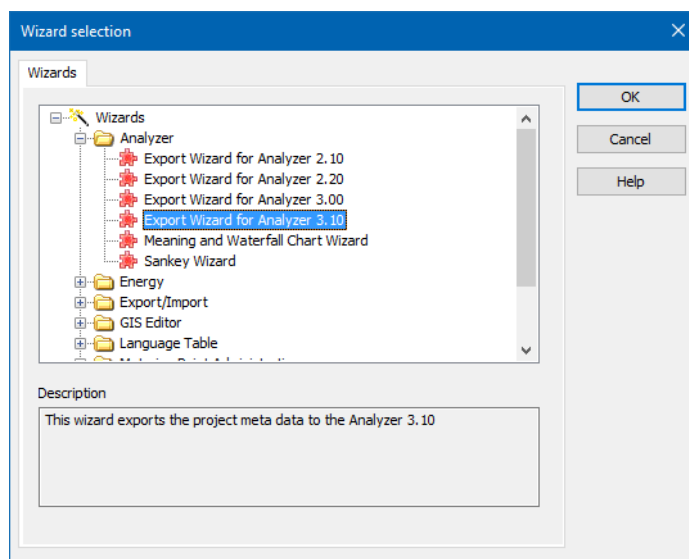 Wizard selection
Wizards
OK
Cancel
Help
Wizards
Analyzer
Export Wizard for Analyzer 2.10
Export Wizard for Analyzer 2.20
Export Wizard for Analyzer 3.00
Export Wizard for Analyzer 3.10
Meaning and Waterfall Chart Wizard
Sankey Wizard
Energy
Export/Import
GIS Editor
Language Table
Description
This wizard exports the project meta data to the Analyzer 3.10